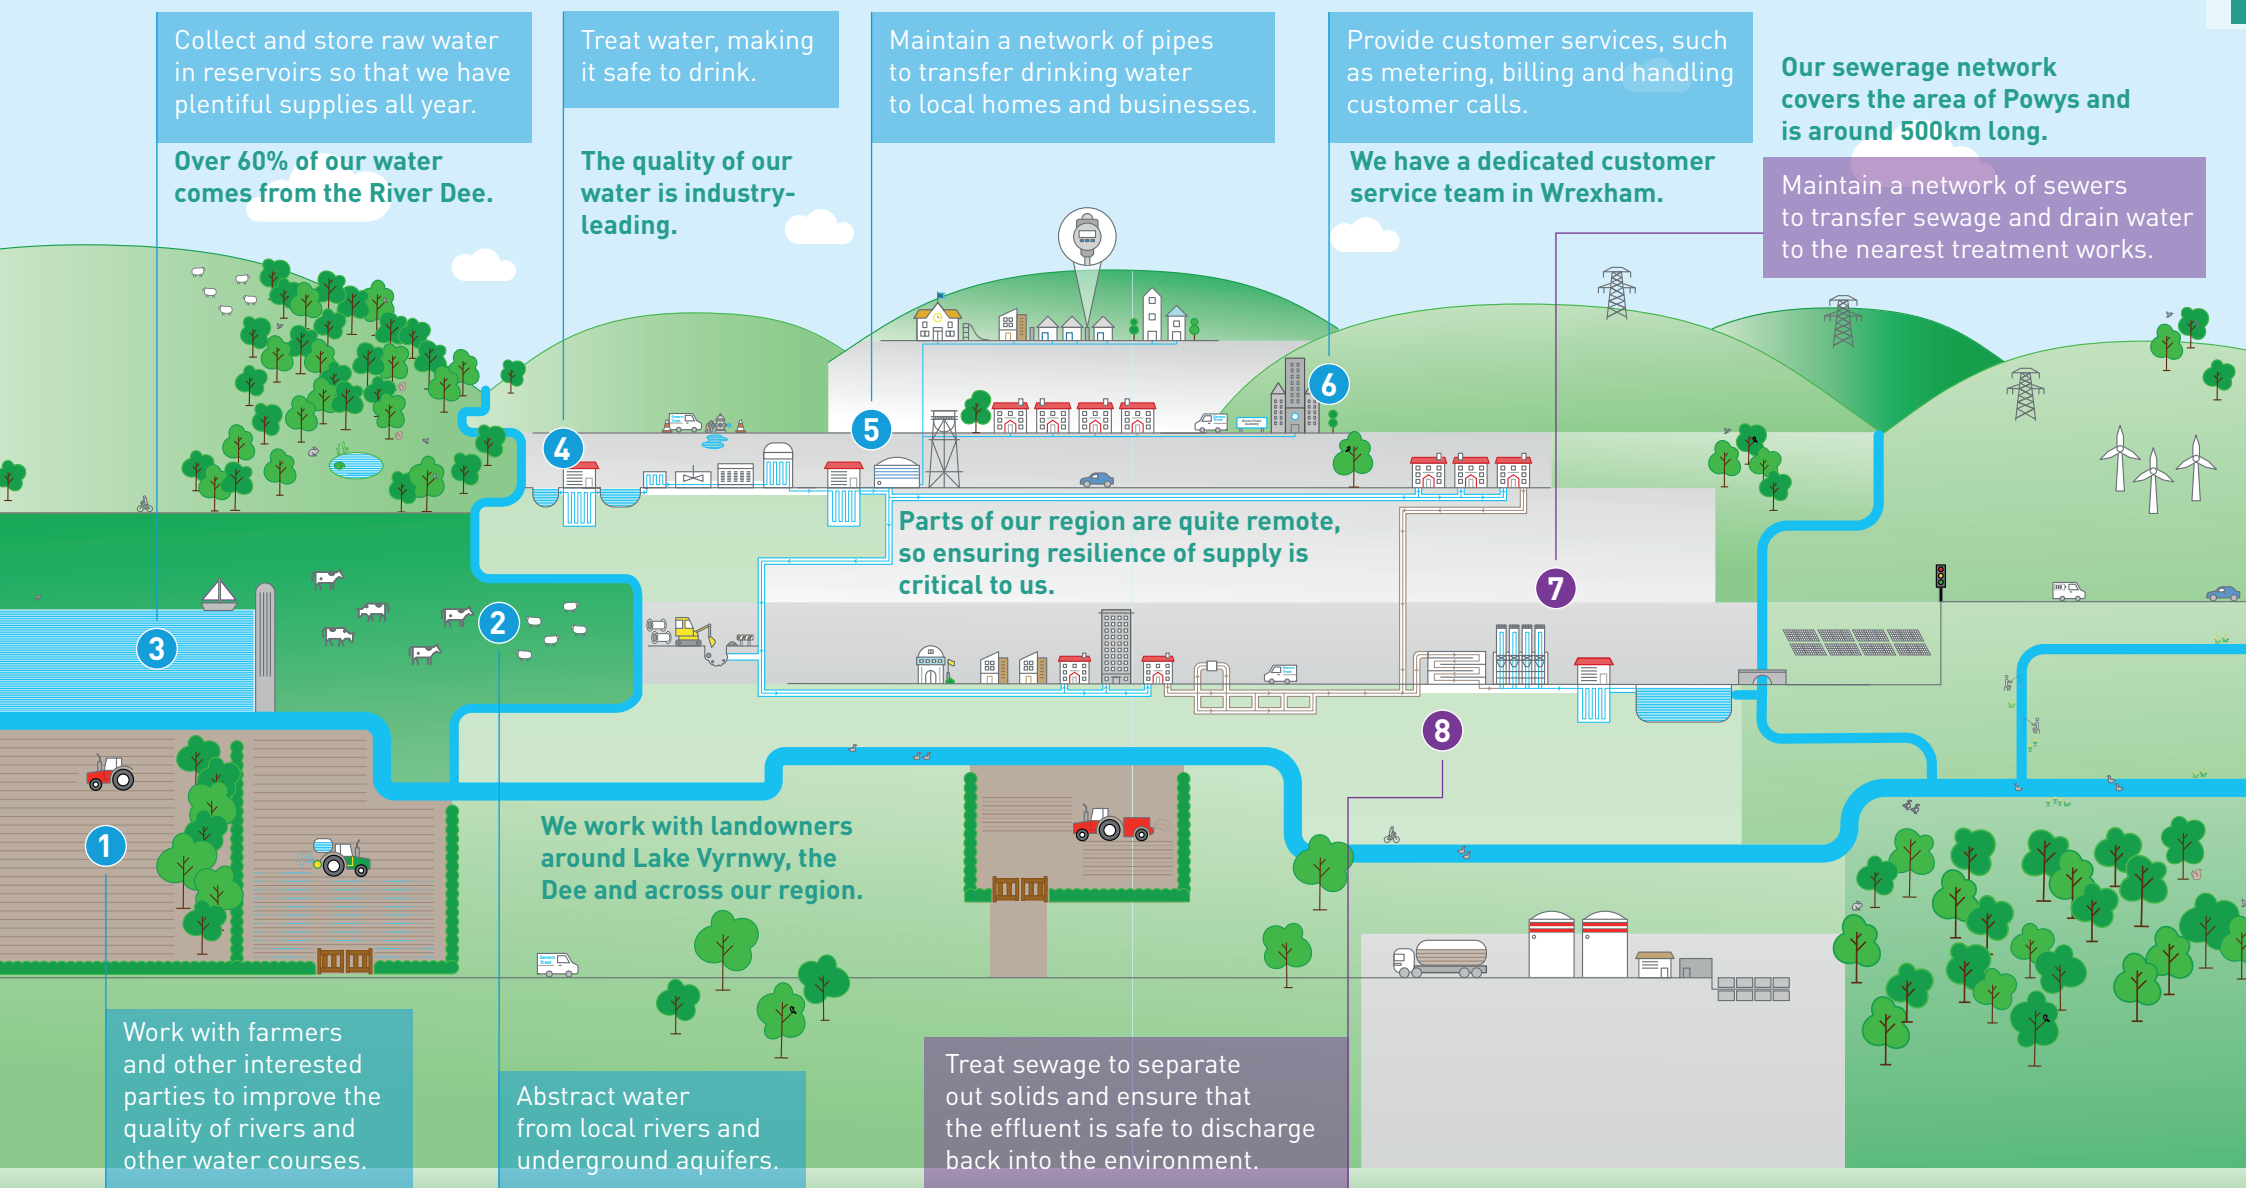 Collect and store raw water
in reservoirs so that we have
plentiful supplies all year.
Over 60% of our water
comes from the River Dee.
Treat water, making
it safe to drink.
The quality of our
water is industry-
leading.
Maintain a network of pipes
to transfer drinking water
to local homes and businesses.
Provide customer services, such
as metering, billing and handling
customer calls.
We have a dedicated customer
service team in Wrexham.
Our sewerage network
covers the area of Powys and
is around 500km long.
Maintain a network of sewers
to transfer sewage and drain water
to the nearest treatment works.
6
5
4
Parts of our region are quite remote,
so ensuring resilience of supply is
critical to us.
7
2
3
8
1
We work with landowners
around Lake Vyrnwy, the
Dee and across our region.
Work with farmers
and other interested
parties to improve the
quality of rivers and
other water courses.
Abstract water
from local rivers and
underground aquifers.
Treat sewage to separate
out solids and ensure that
the effluent is safe to discharge
back into the environment.